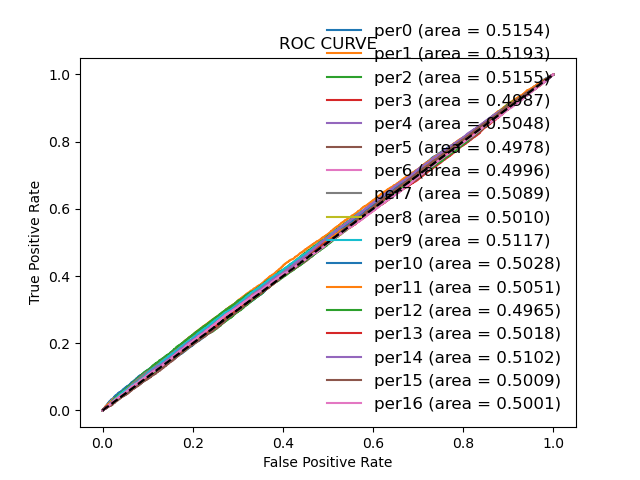 ROC CURVE
per0 (area = 0.5154)
per1 (area = 0.5193)
per2 (area = 0.5155)
per3 (area = 0.4987)
per4 (area = 0.5048)
per5 (area = 0.4978)
per6 (area = 0.4996)
per7 (area = 0.5089)
per8 (area = 0.5010)
per9 (area = 0.5117)
per10 (area = 0.5028)
per11 (area = 0.5051)
per12 (area = 0.4965)
per13 (area = 0.5018)
per14 (area = 0.5102)
per15 (area = 0.5009)
per16 (area = 0.5001)
True Positive Rate
1.0
0.8
0.6
0.4
0.2
0.0
0.0 0.2 0.4 0.6 0.8 1.0
False Positive Rate